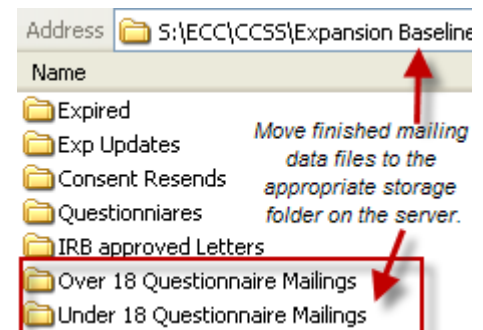 Address S:\ECC\CCSS\Expansion Baseline
Name
Expired
Exp Updates
Consent Resends
Questionniares
IRB approved Letters
Over 18 Questionnaire Mailings
Under 18 Questionnaire Mailings
Move finished mailing
data files to the
appropriate storage
folder on the server.